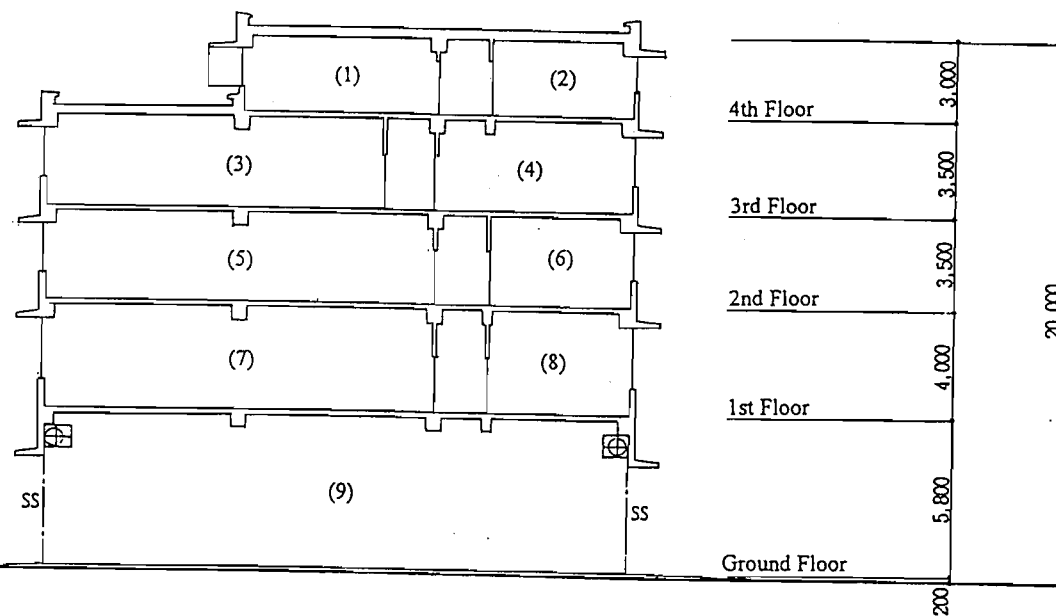 (1)
(2)
3,000
4th Floor
(3)
(4)
3,500
3rd Floor
(5)
(6)
3,500
2nd Floor
20,000
(7)
(8)
4,000
1st Floor
SS
(9)
SS
5,800
Ground Floor
200